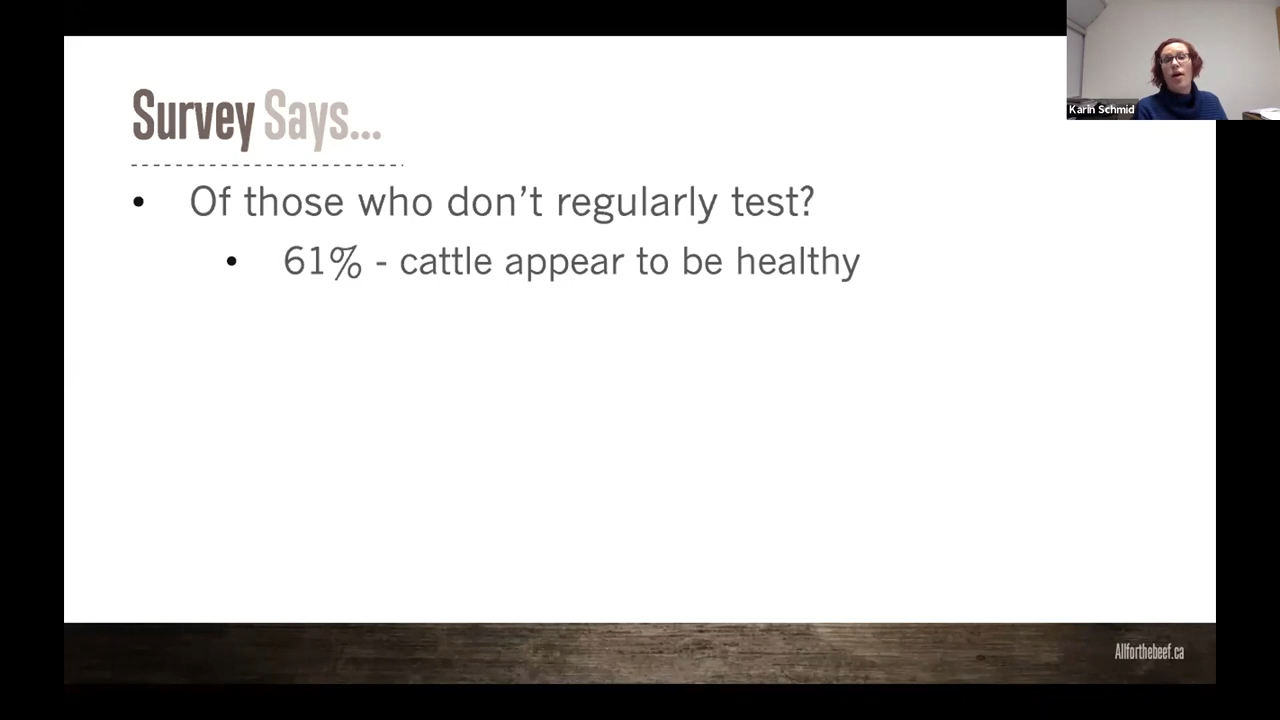 Karin Schmid
Survey Says...
• Of those who don't regularly test?
• 61% - cattle appear to be healthy
Allforthebeef.ca